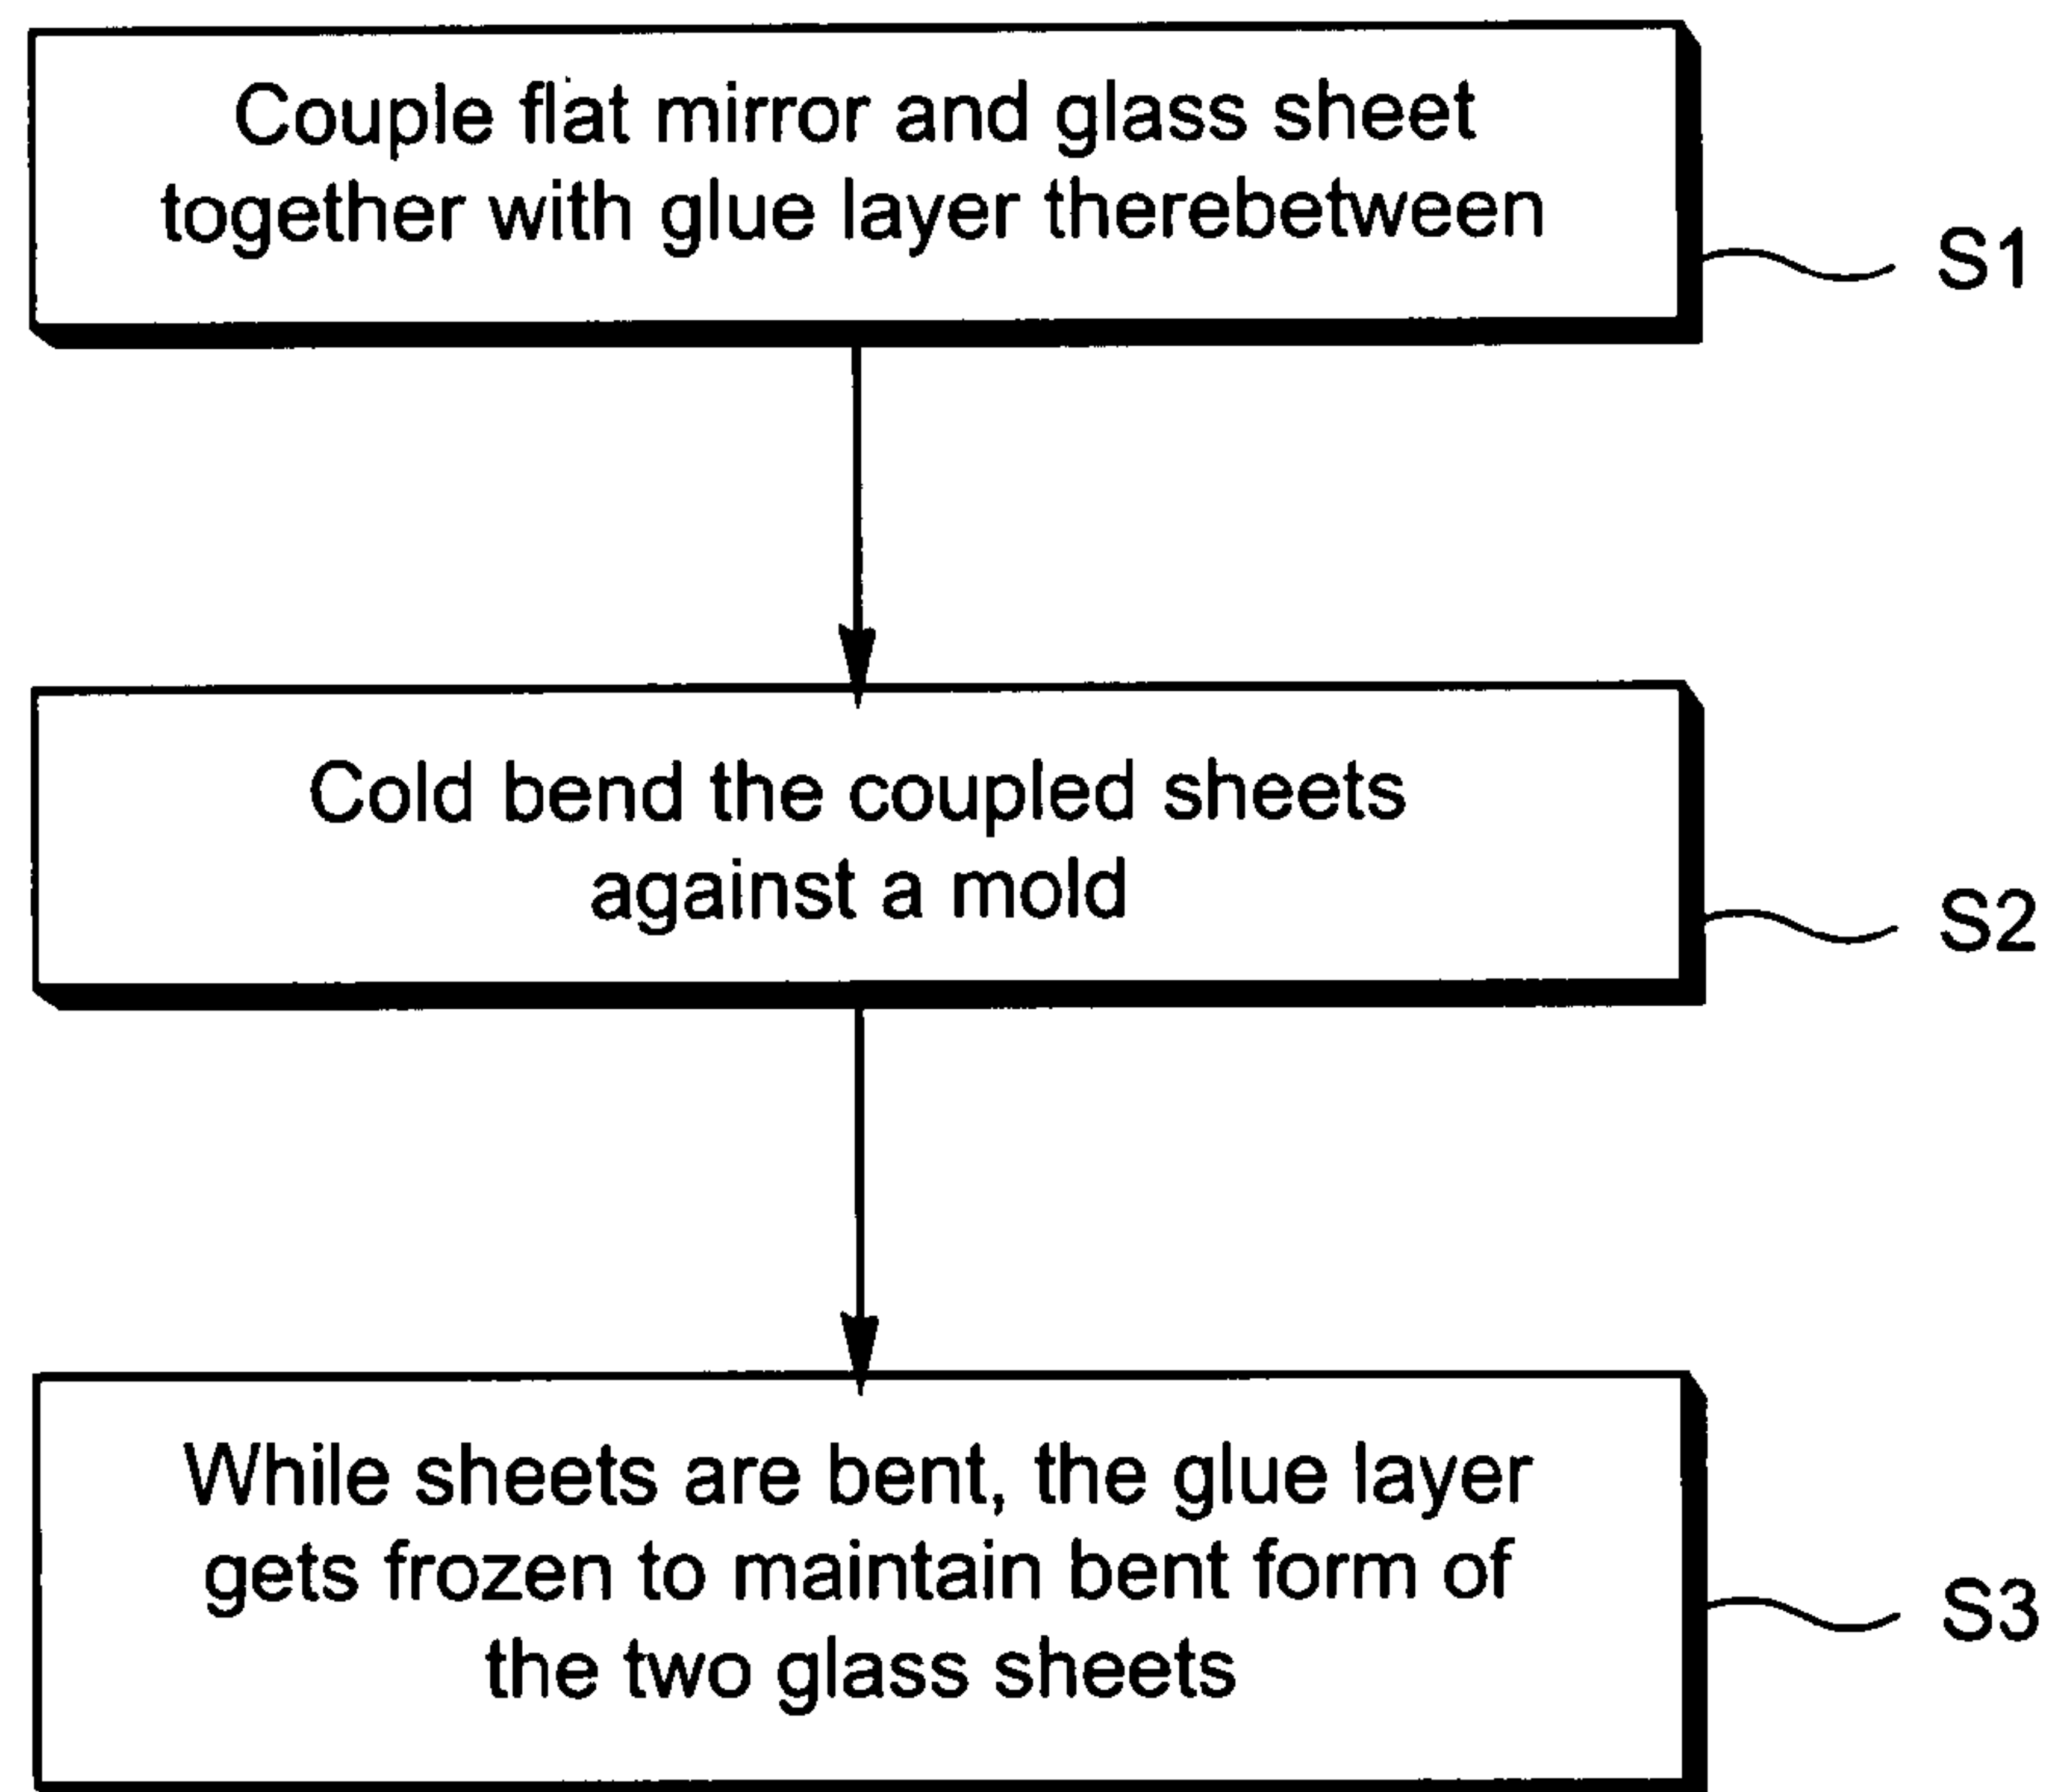 Couple flat mirror and glass sheet
together with glue layer therebetween
S1
Cold bend the coupled sheets
against a mold
S2
While sheets are bent, the glue layer
gets frozen to maintain bent form of
the two glass sheets
S3